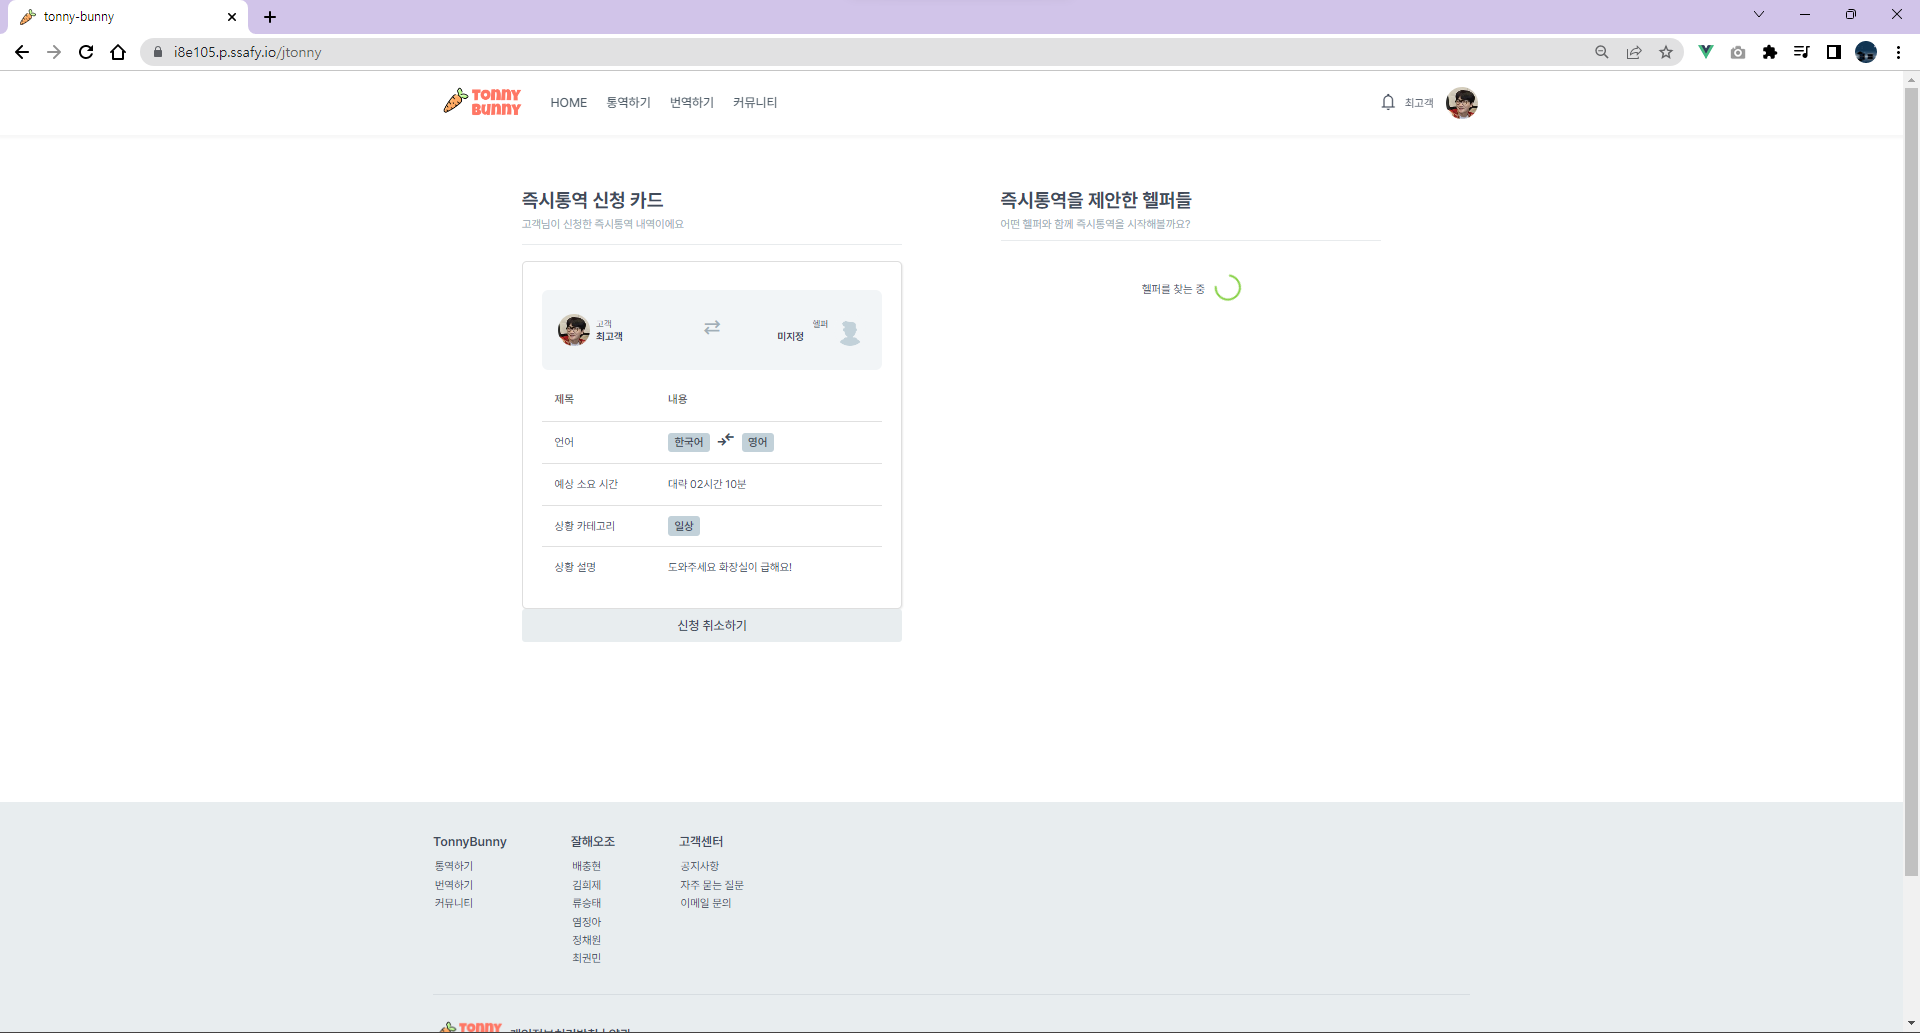 tonny-bunny
i8e105.p.ssafy.io/jtonny
TONNY
BUNNY
HOME 통역하기 번역하기 커뮤니티
최고객
즉시통역 신청 카드
고객님이 신청한 즉시통역 내역이에요
고객
최고객
헬퍼
미지정
제목 내용
언어 한국어 영어
예상 소요 시간 대략 02시간 10분
상황 카테고리 일상
상황 설명 도와주세요 화장실이 급해요!
신청 취소하기
즉시통역을 제안한 헬퍼들
어떤 헬퍼와 함께 즉시통역을 시작해볼까요?
헬퍼를 찾는 중
TonnyBunny
통역하기
번역하기
커뮤니티
잘해오조
배충현
김희제
류승태
염정아
정채원
최권민
고객센터
공지사항
자주 묻는 질문
이메일 문의
TONNY
개인정보처리방침 | 약관